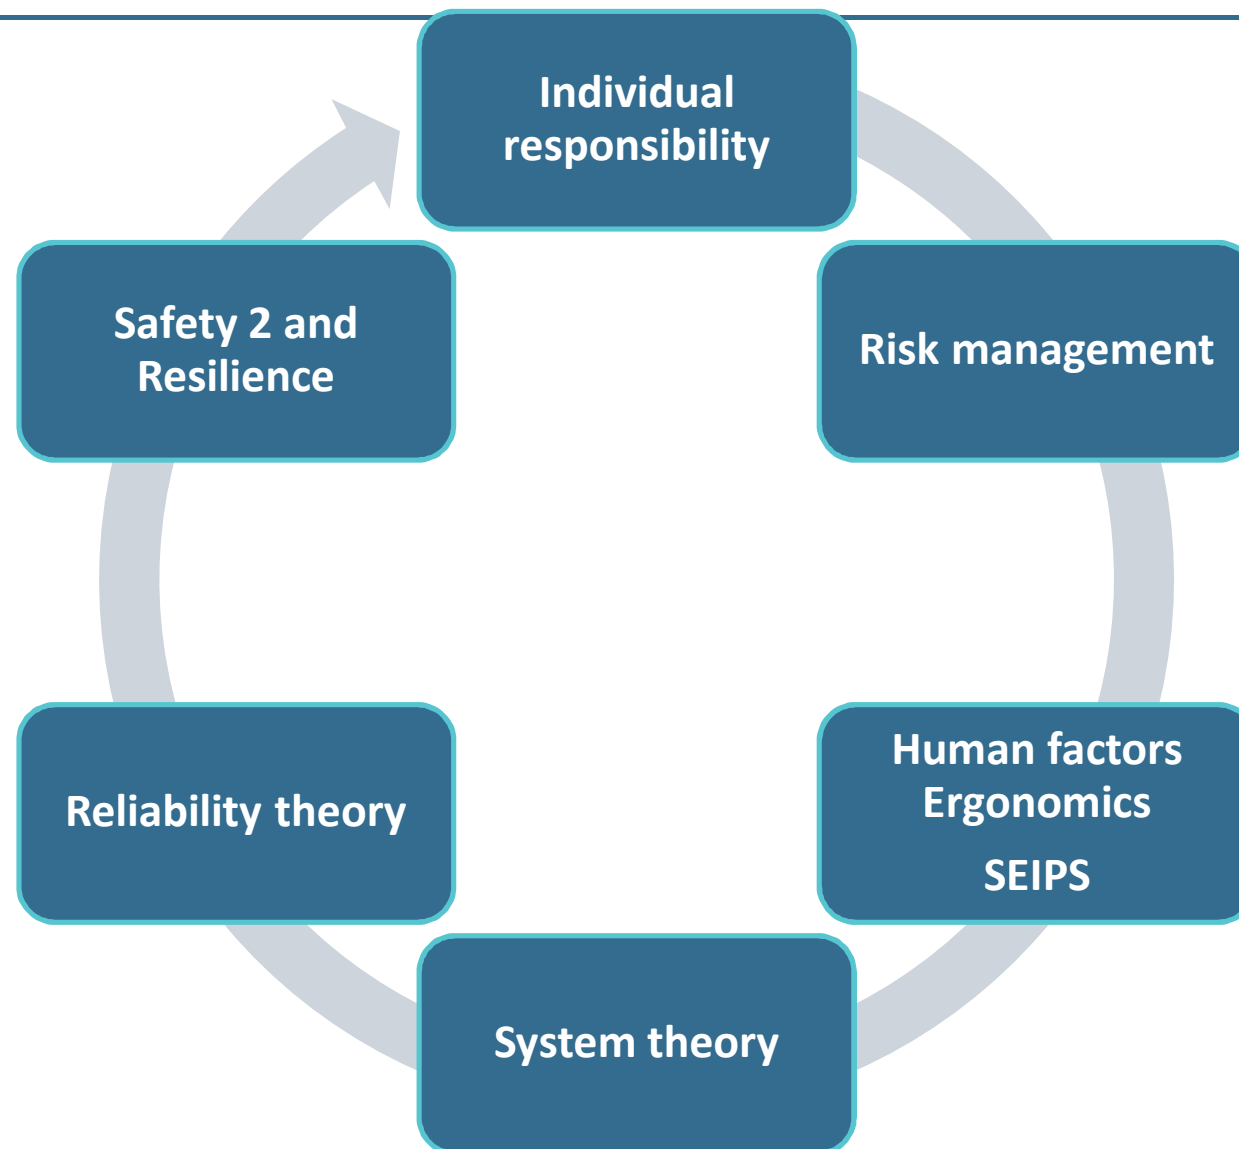 Individual
responsibility
Risk management
Human factors
Ergonomics
SEIPS
System theory
Reliability theory
Safety 2 and
Resilience